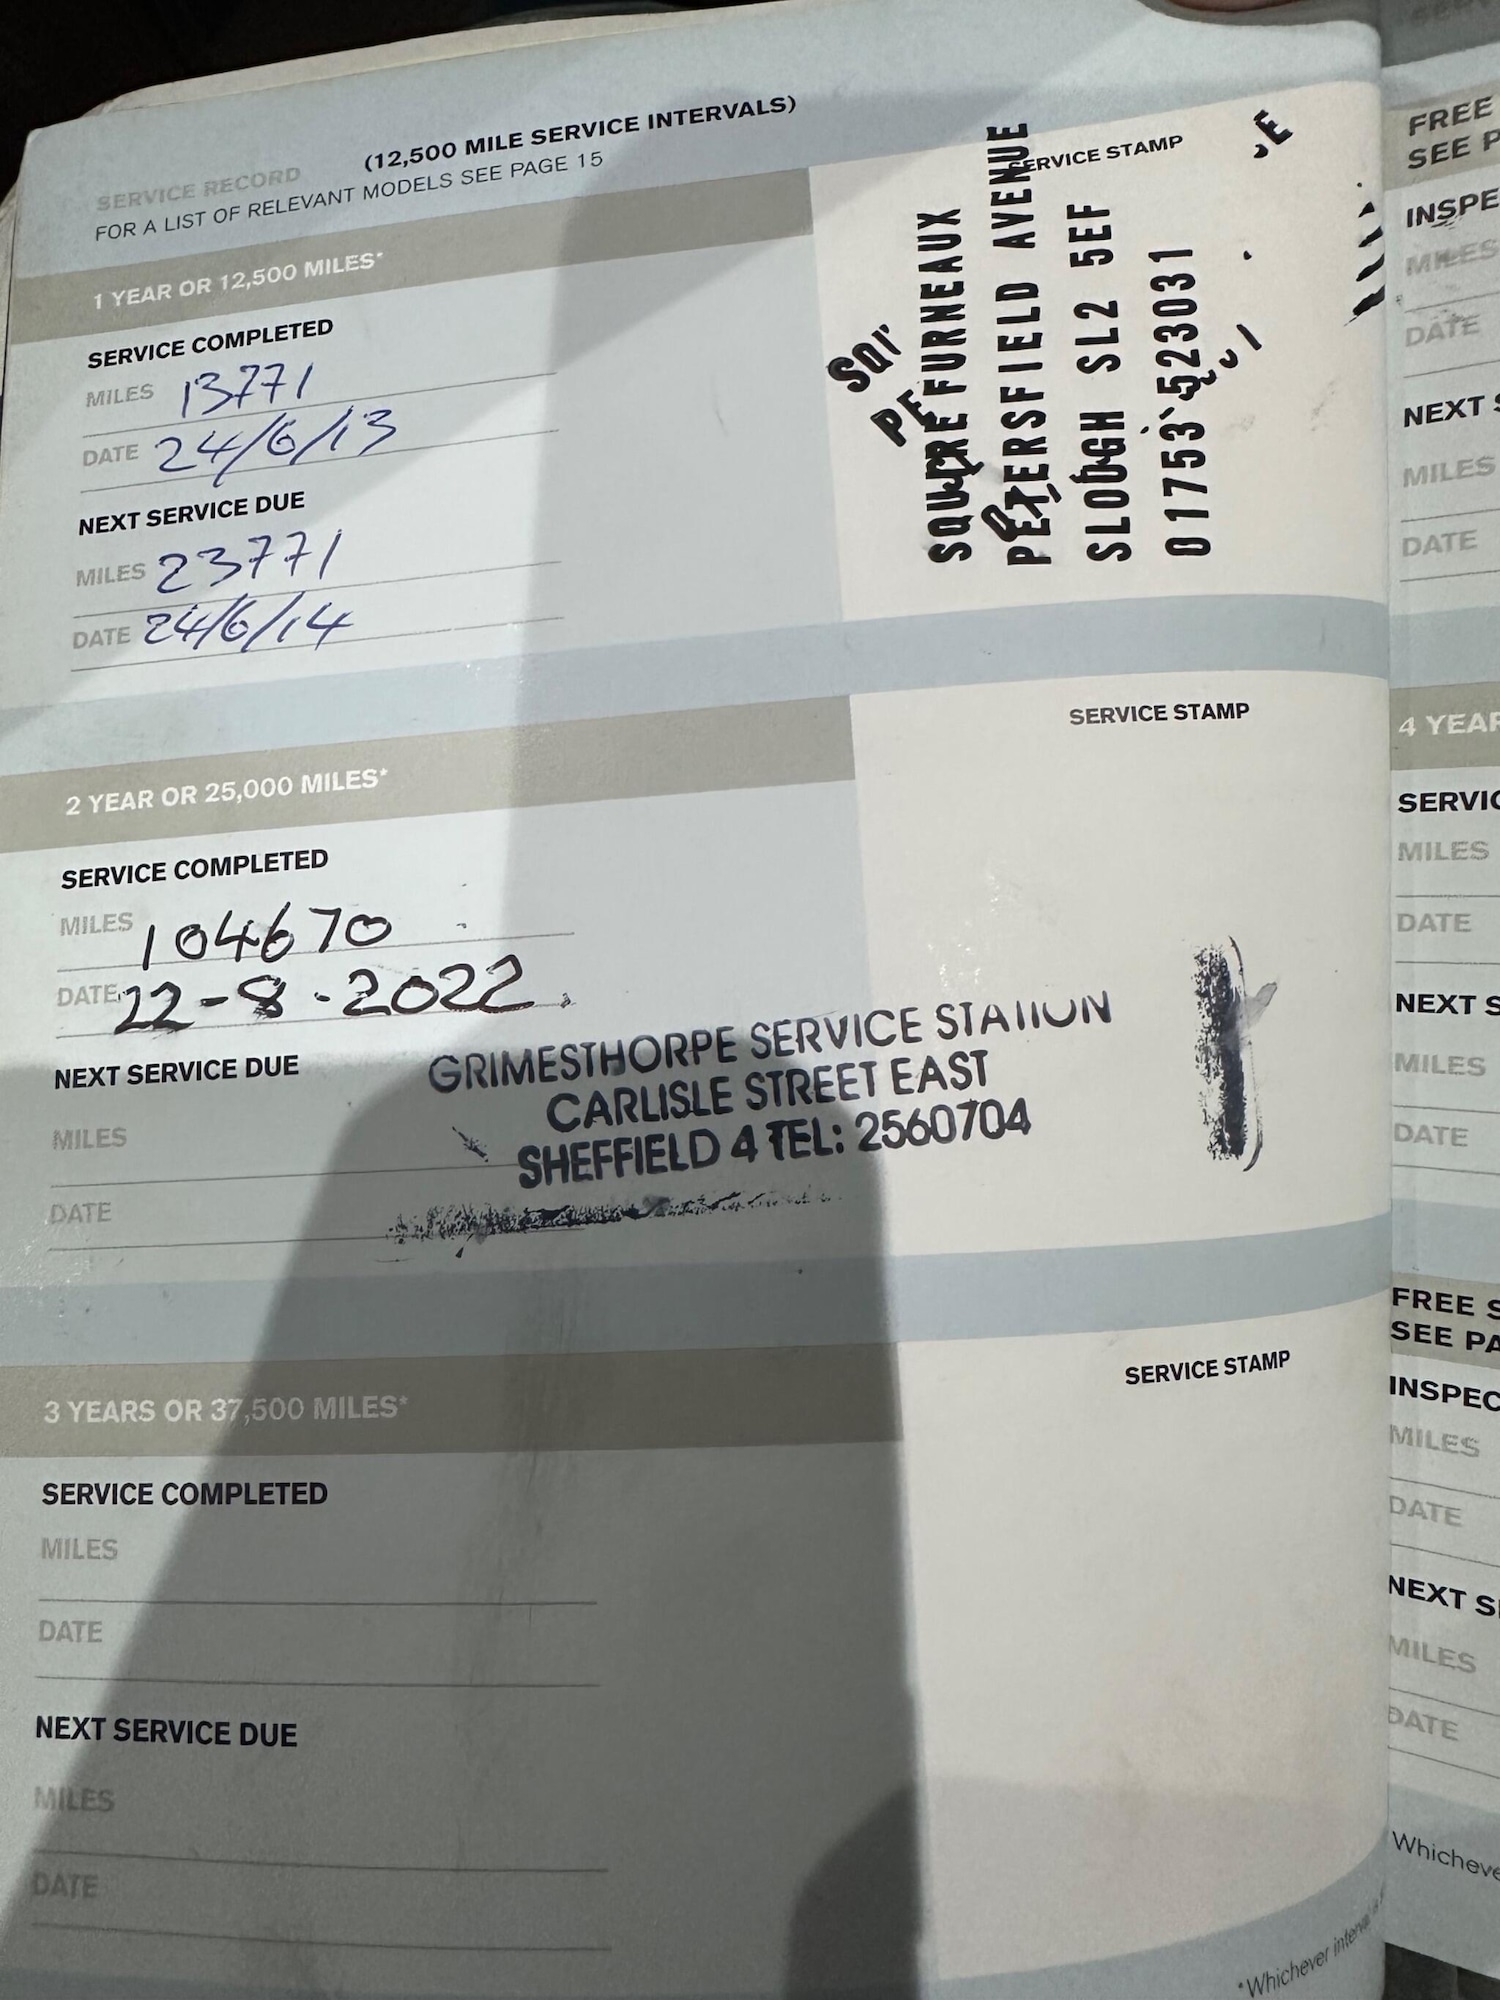 SERVICE RECORD (12,500 MILE SERVICE INTERVALS)
FOR A LIST OF RELEVANT MODELS SEE PAGE 15
1 YEAR OR 12,500 MILES*
SERVICE COMPLETED
MILES 13771
DATE 24/6/13
NEXT SERVICE DUE
MILES 23771
DATE 24/6/14
SERVICE STAMP
SQUIRE FURNEAUX
PETERSFIELD AVENUE
SLOUGH SL2 5EF
01753 523031
2 YEAR OR 25,000 MILES*
SERVICE COMPLETED
MILES 104670
DATE 22-8-2022
NEXT SERVICE DUE
MILES
DATE
SERVICE STAMP
GRIMESTHORPE SERVICE STATION
CARLISLE STREET EAST
SHEFFIELD 4 TEL: 2560704
3 YEARS OR 37,500 MILES*
SERVICE COMPLETED
MILES
DATE
NEXT SERVICE DUE
MILES
DATE
SERVICE STAMP
*Whichever
FREE
SEE
MILES
DATE
NEXT
MILES
DATE
4 YEAR
MILES
DATE
NEXT
MILES
DATE
FREE
SEE
MILES
DATE
NEXT
MILES
DATE